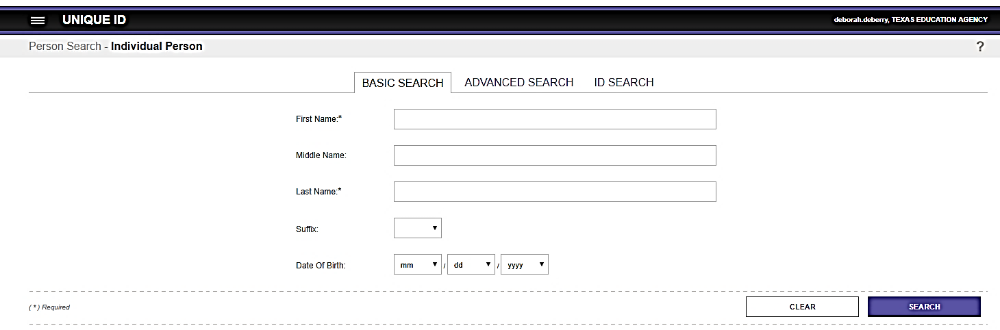 UNIQUE ID
deborah.deberry, TEXAS EDUCATION AGENCY
Person Search - Individual Person
?
BASIC SEARCH
ADVANCED SEARCH
ID SEARCH
First Name:*
Middle Name:
Last Name:*
Suffix:
Date Of Birth:
mm / dd / yyyy
( * ) Required
CLEAR
SEARCH